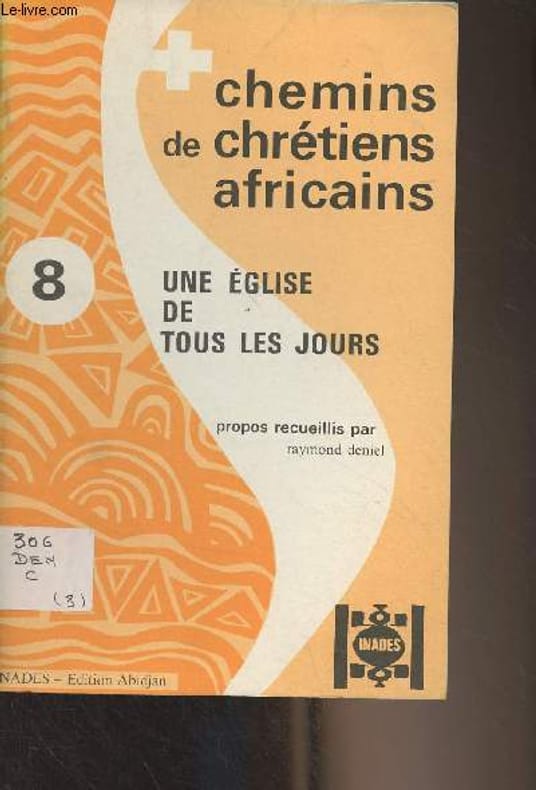 Le-livre.com
chemins
de chrétiens
africains
8
UNE ÉGLISE
DE
TOUS LES JOURS
propos recueillis par
raymond deniel
306
DEN
C
(3)
INADES
INADES - Edition Abidjan